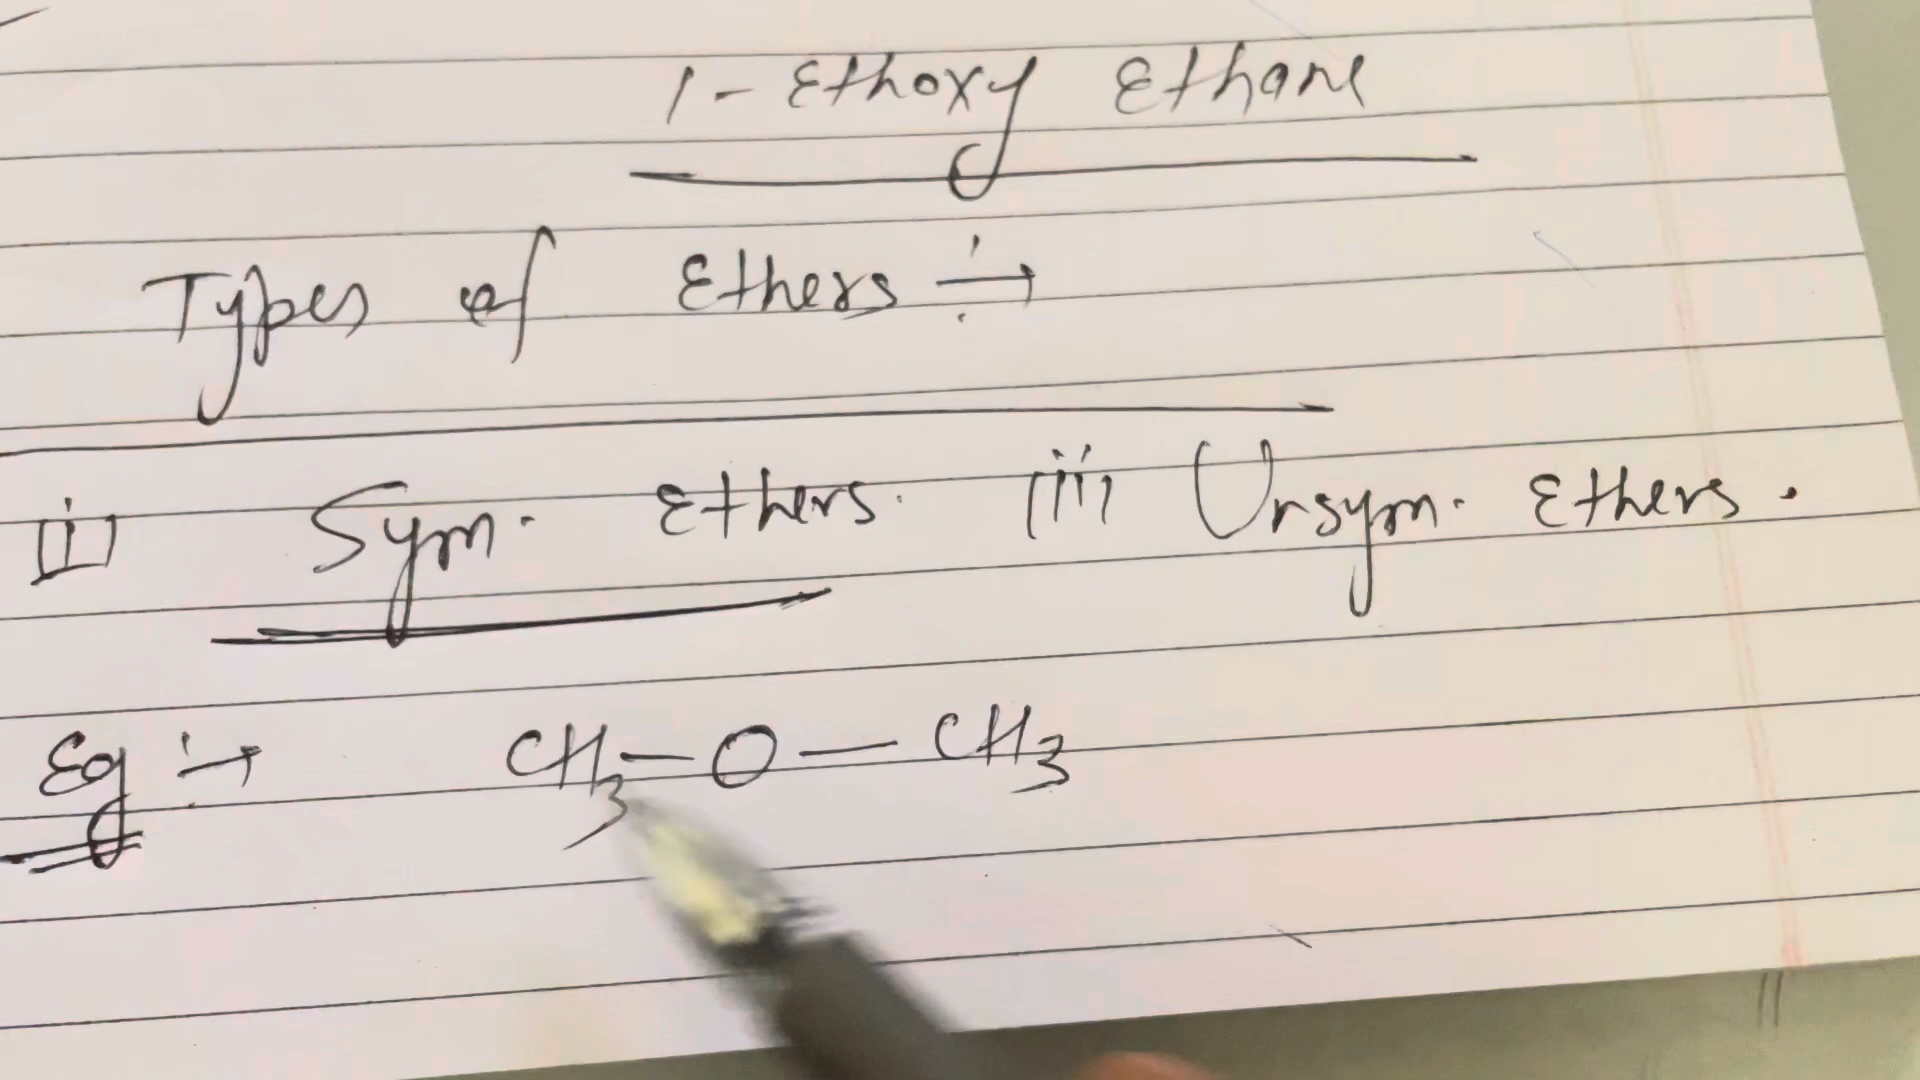 1 - Ethoxy Ethane
Types of Ethers :→
(i) Sym. Ethers. (ii) Unsym. Ethers.
Eg :→ CH3 - O - CH3